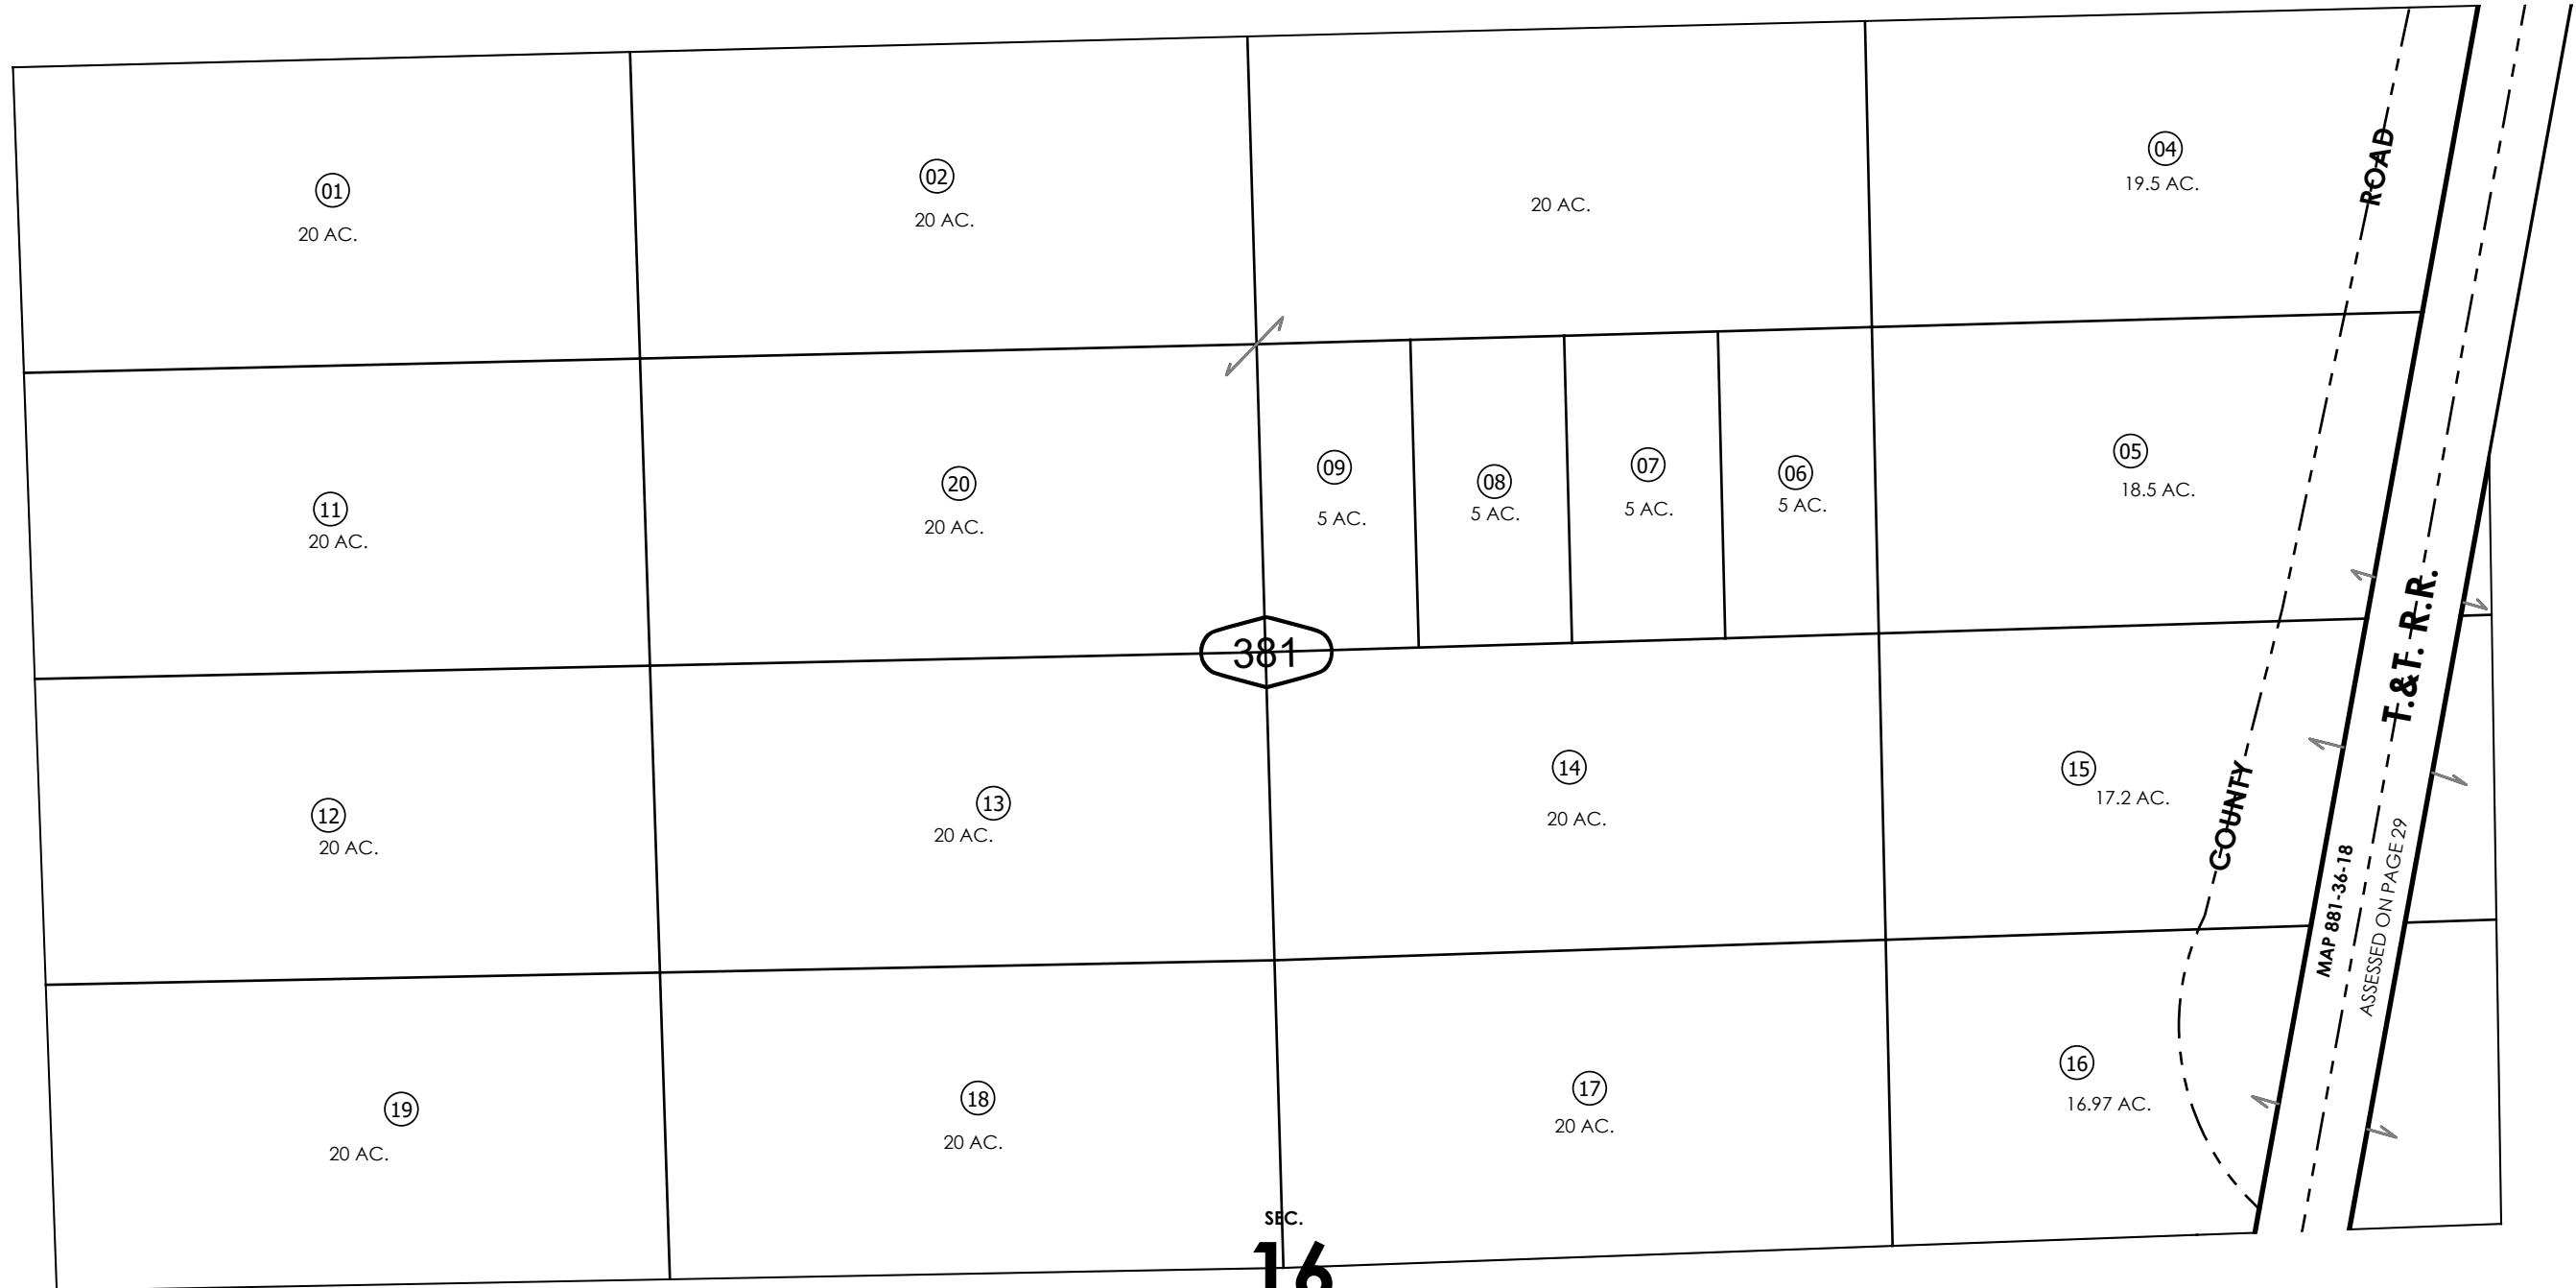 01
20 AC.
02
20 AC.
20 AC.
04
19.5 AC.
ROAD
11
20 AC.
20
20 AC.
09
5 AC.
08
5 AC.
07
5 AC.
06
5 AC.
05
18.5 AC.
T.&T. R.R.
381
12
20 AC.
13
20 AC.
14
20 AC.
15
17.2 AC.
COUNTY
MAP 881-36-18
ASSESSED ON PAGE 29
19
20 AC.
18
20 AC.
17
20 AC.
16
16.97 AC.
SEC.
16